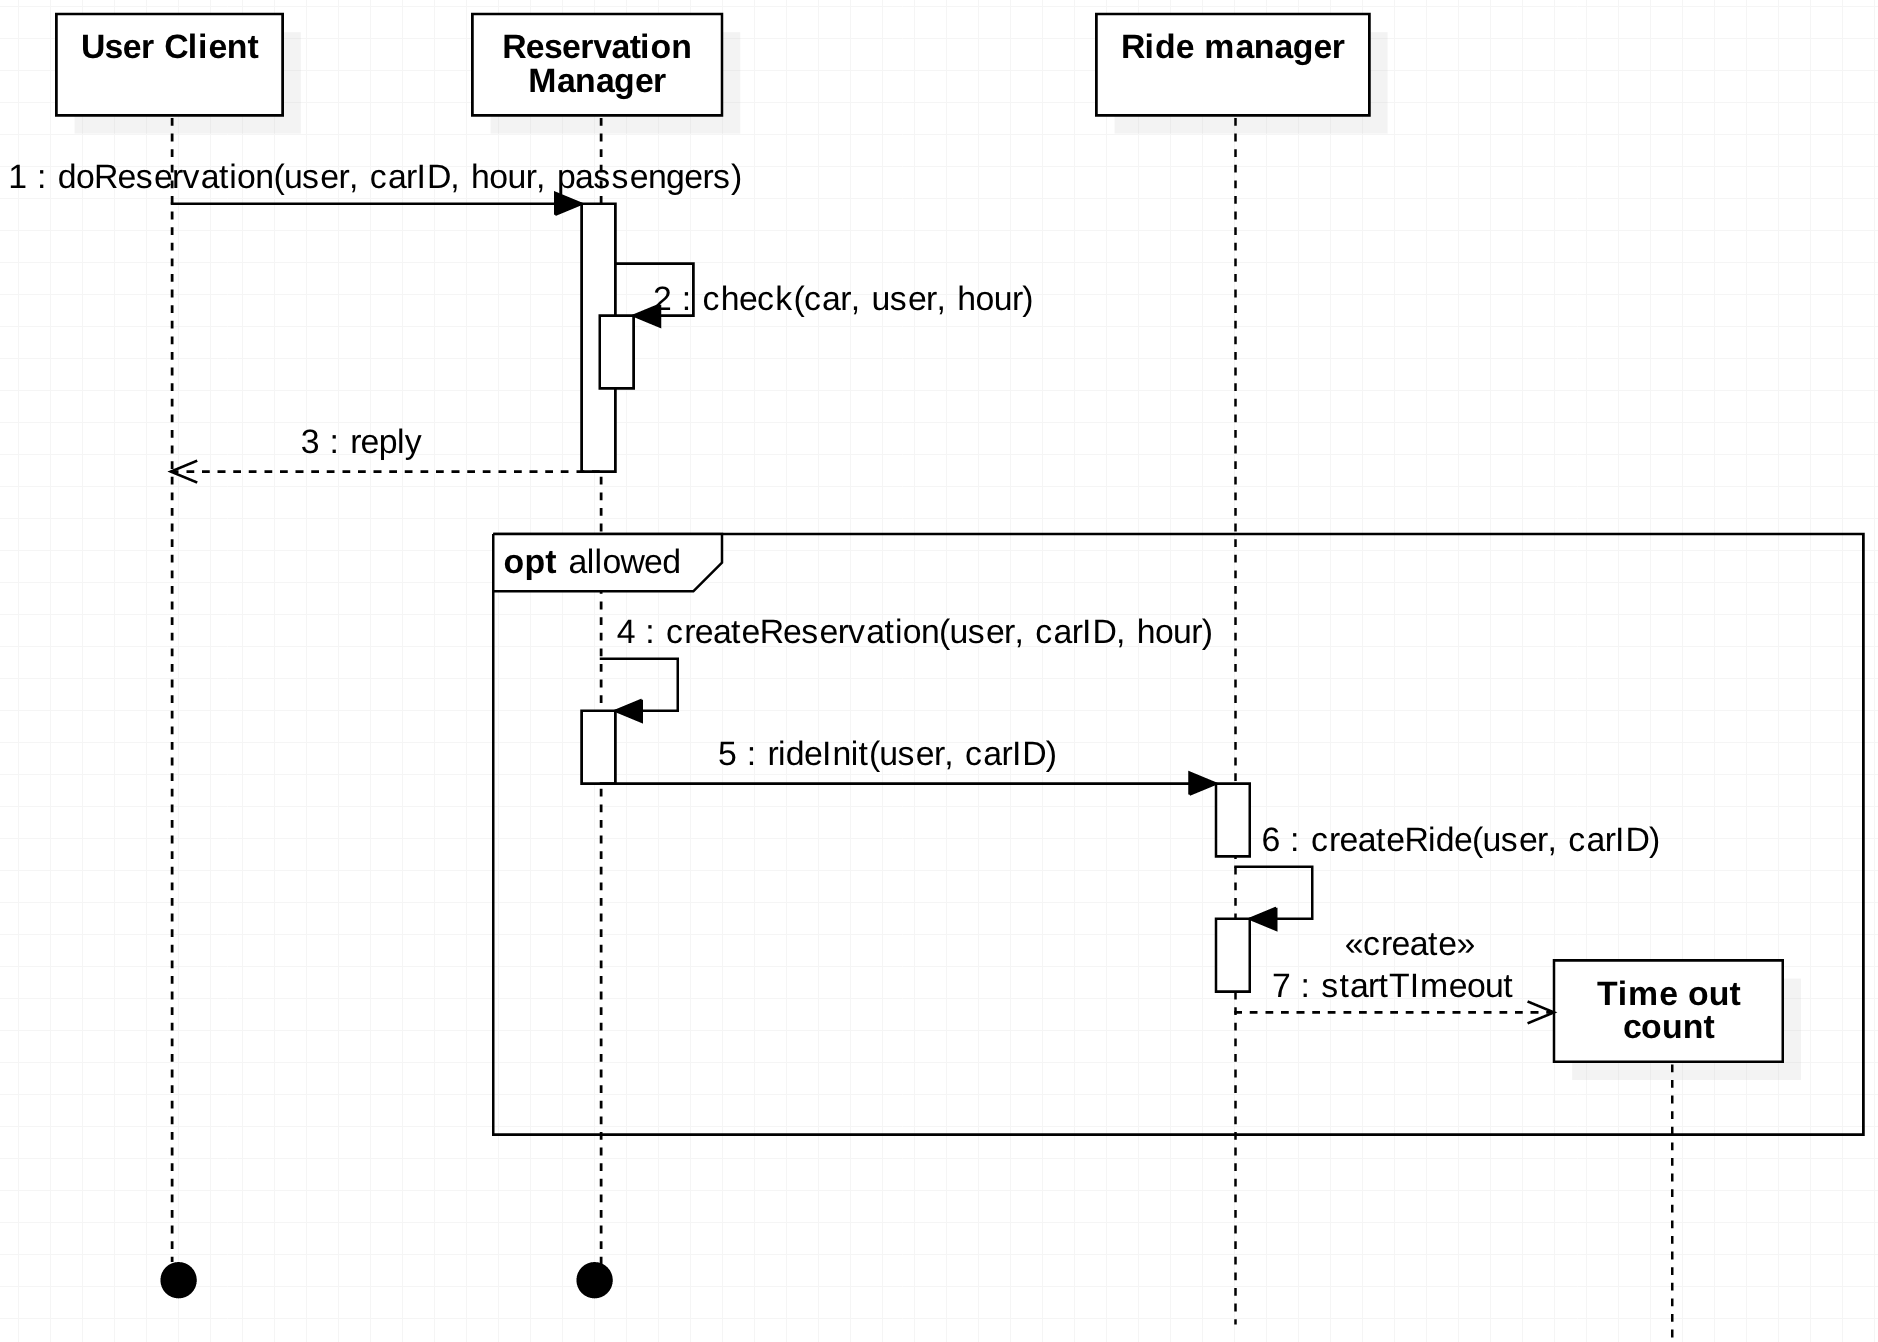 User Client
Reservation
Manager
Ride manager
1 : doReservation(user, carID, hour, passengers)
2 : check(car, user, hour)
3 : reply
opt allowed
4 : createReservation(user, carID, hour)
5 : rideInit(user, carID)
6 : createRide(user, carID)
«create»
7 : startTImeout
Time out
count